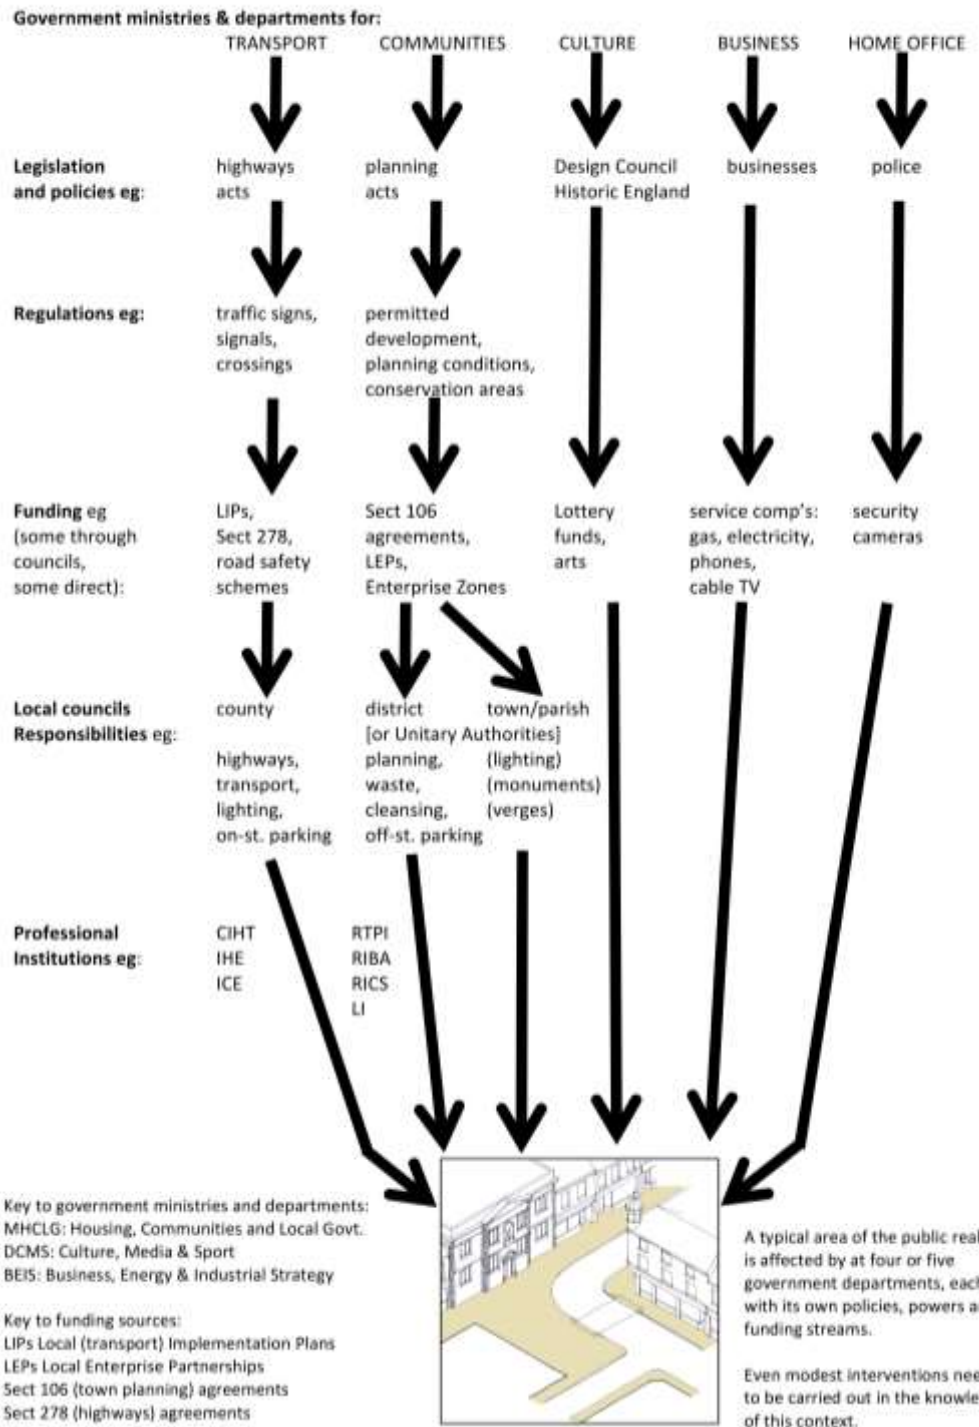 Government ministries & departments for:
TRANSPORT COMMUNITIES CULTURE BUSINESS HOME OFFICE
Legislation highways planning Design Council businesses police
and policies eg: acts acts Historic England
Regulations eg: traffic signs, permitted
signals, development,
crossings planning conditions,
conservation areas
Funding eg LIPs, Sect 106 Lottery service comp's: security
(some through Sect 278, agreements, funds, gas, electricity, cameras
councils, road safety LEPs, arts phones,
some direct): schemes Enterprise Zones cable TV
Local councils county district town/parish
Responsibilities eg: [or Unitary Authorities]
highways, planning, (lighting)
transport, waste, (monuments)
lighting, cleansing, (verges)
on-st. parking off-st. parking
Professional CIHT RTPI
Institutions eg: IHE RIBA
ICE RICS
LI
Key to government ministries and departments:
MHCLG: Housing, Communities and Local Govt.
DCMS: Culture, Media & Sport
BEIS: Business, Energy & Industrial Strategy
Key to funding sources:
LIPs Local (transport) Implementation Plans
LEPs Local Enterprise Partnerships
Sect 106 (town planning) agreements
Sect 278 (highways) agreements
A typical area of the public
is affected by at four or five
government departments,
with its own policies, powers
funding streams.
Even modest interventions
to be carried out in the
of this context.